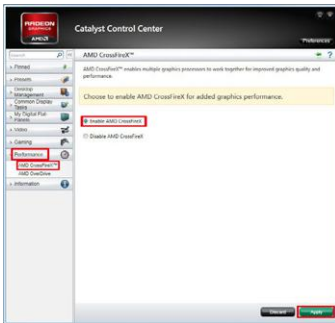 RADEON
GRAPHICS
AMD
Catalyst Control Center
Preferences
Search
AMD CrossFireX™
Pinned
Presets
Desktop
Management
Common Display
Tasks
My Digital Flat-
Panels
Video
Gaming
Performance
AMD CrossFireX™
AMD OverDrive
Information
AMD CrossFireX™ enables multiple graphics processors to work together for improved graphics quality and
performance.
Choose to enable AMD CrossFireX for added graphics performance.
Enable AMD CrossFireX
Disable AMD CrossFireX
Discard
Apply